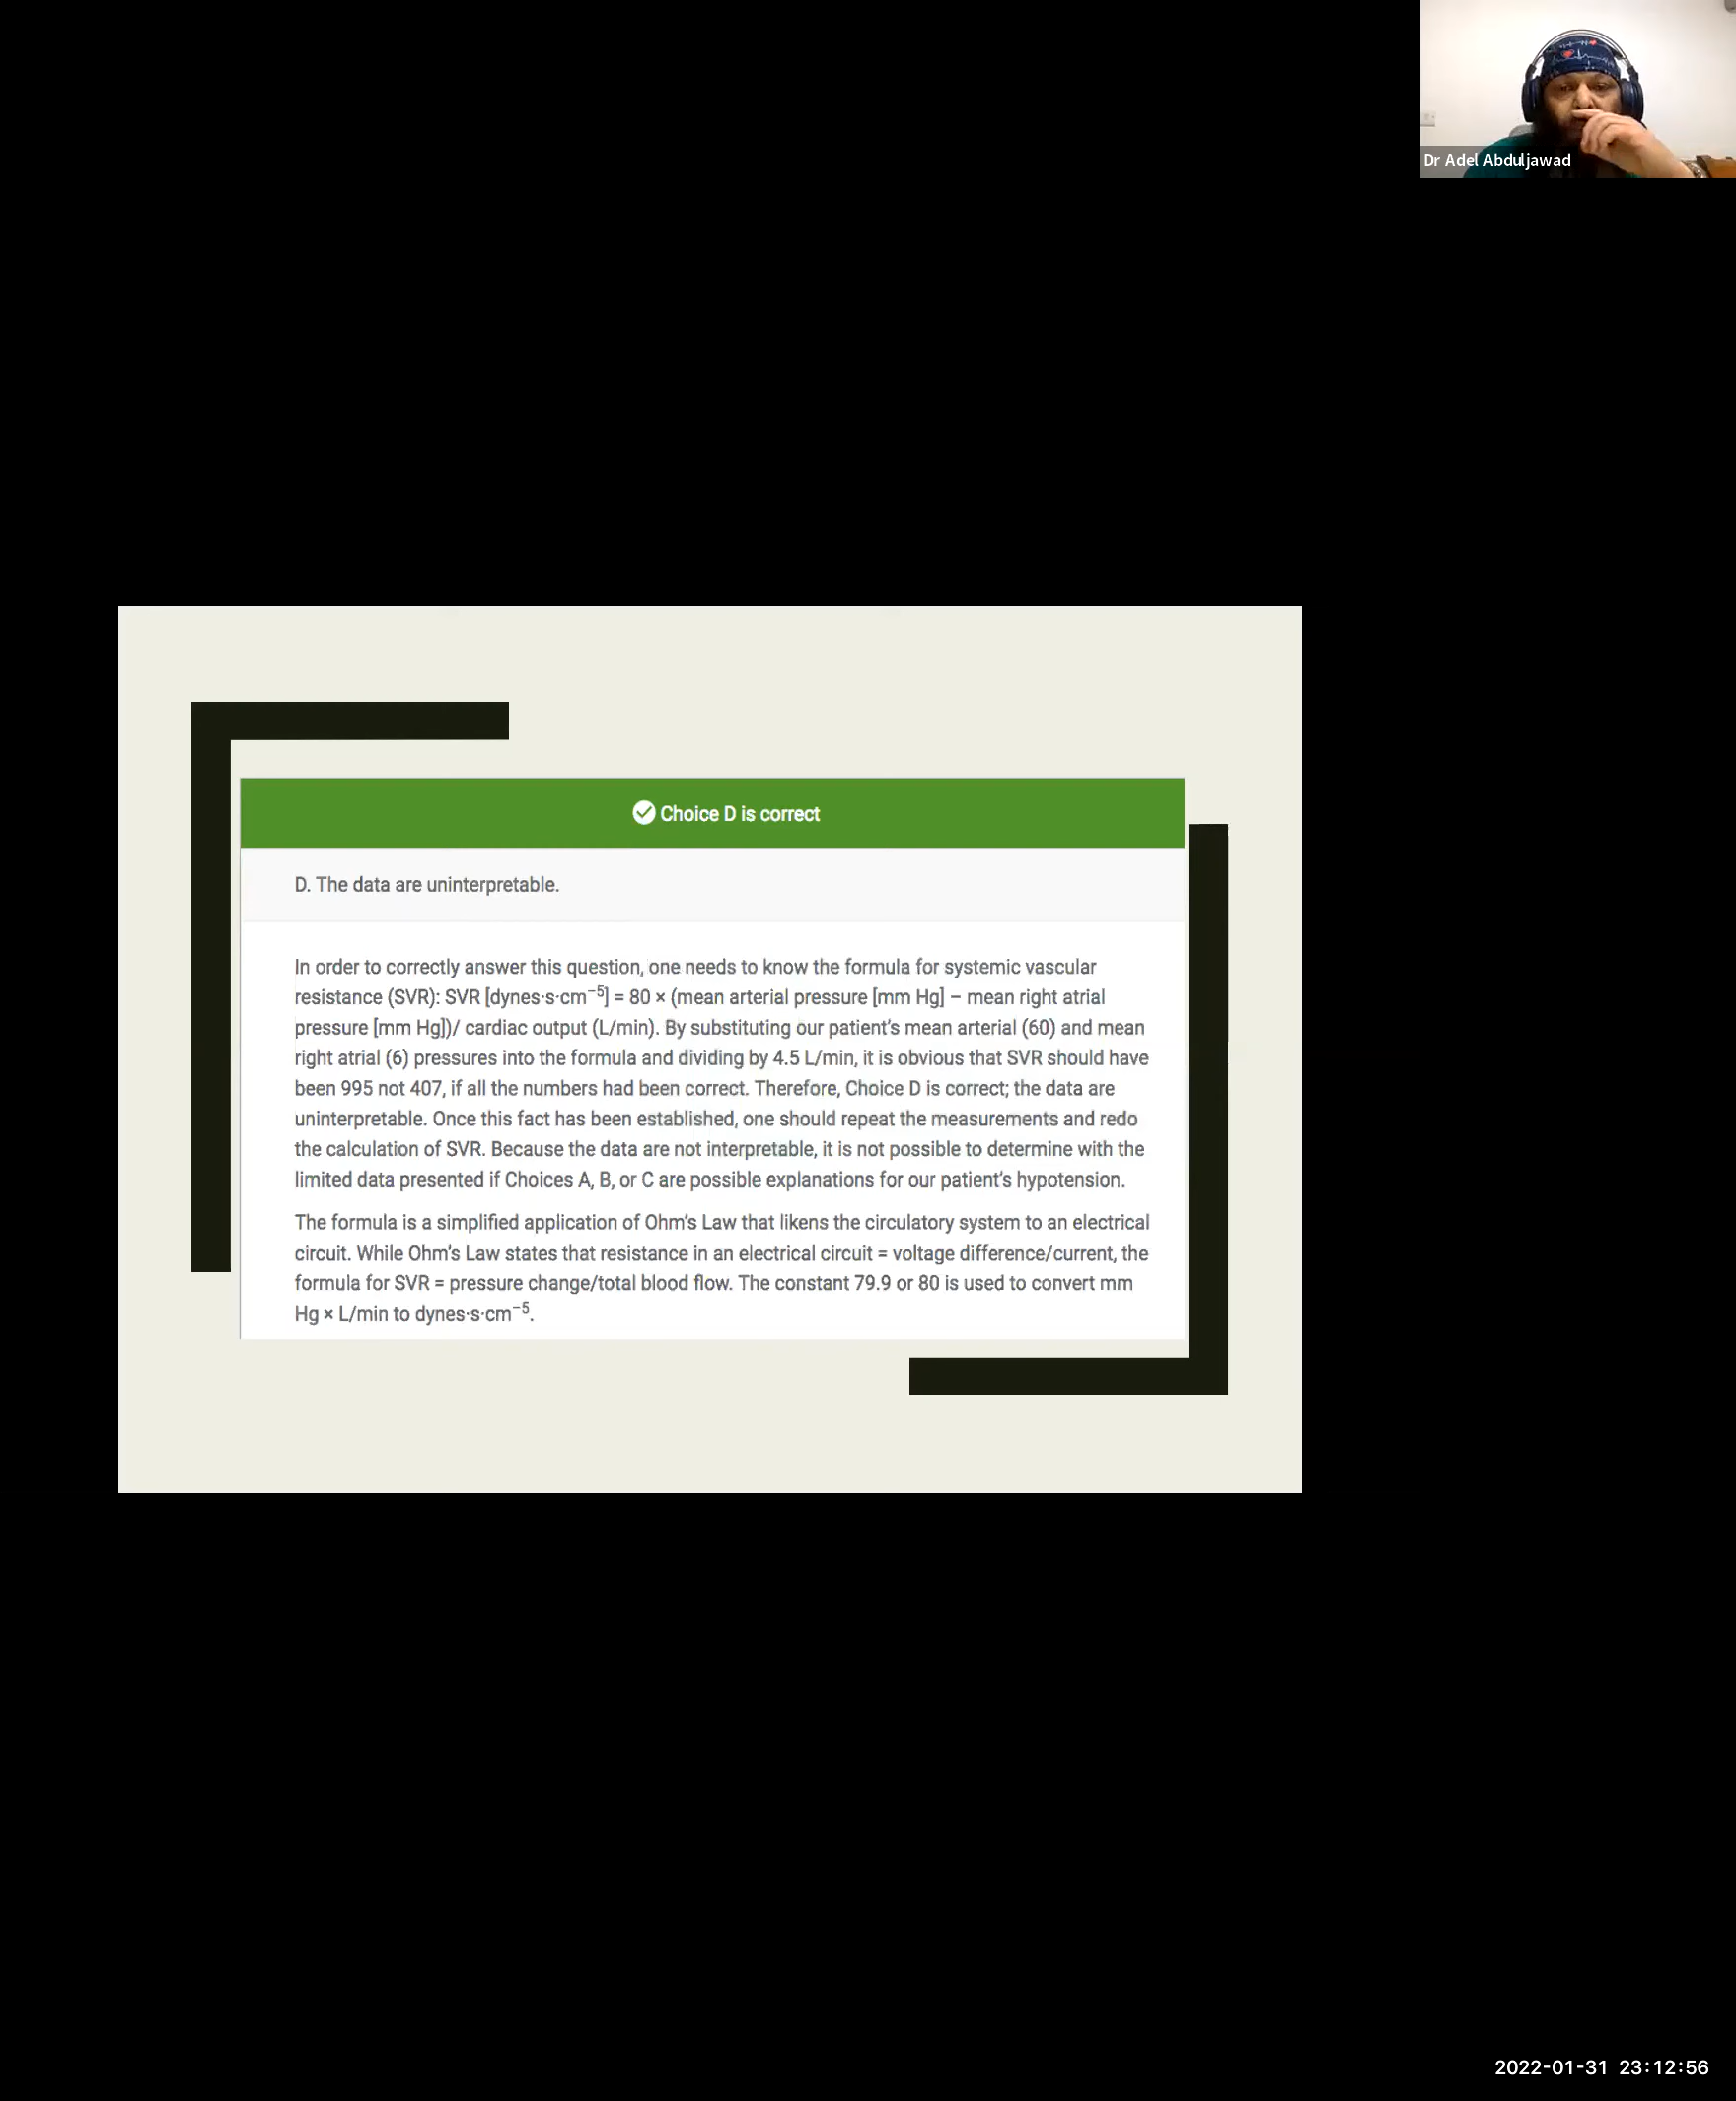 Dr Adel Abduljawad
Choice D is correct
D. The data are uninterpretable.
In order to correctly answer this question, one needs to know the formula for systemic vascular
resistance (SVR): SVR [dynes·s·cm⁻⁵] = 80 × (mean arterial pressure [mm Hg] – mean right atrial
pressure [mm Hg])/ cardiac output (L/min). By substituting our patient's mean arterial (60) and mean
right atrial (6) pressures into the formula and dividing by 4.5 L/min, it is obvious that SVR should have
been 995 not 407, if all the numbers had been correct. Therefore, Choice D is correct; the data are
uninterpretable. Once this fact has been established, one should repeat the measurements and redo
the calculation of SVR. Because the data are not interpretable, it is not possible to determine with the
limited data presented if Choices A, B, or C are possible explanations for our patient's hypotension.
The formula is a simplified application of Ohm's Law that likens the circulatory system to an electrical
circuit. While Ohm's Law states that resistance in an electrical circuit = voltage difference/current, the
formula for SVR = pressure change/total blood flow. The constant 79.9 or 80 is used to convert mm
Hg × L/min to dynes·s·cm⁻⁵.
2022-01-31 23:12:56